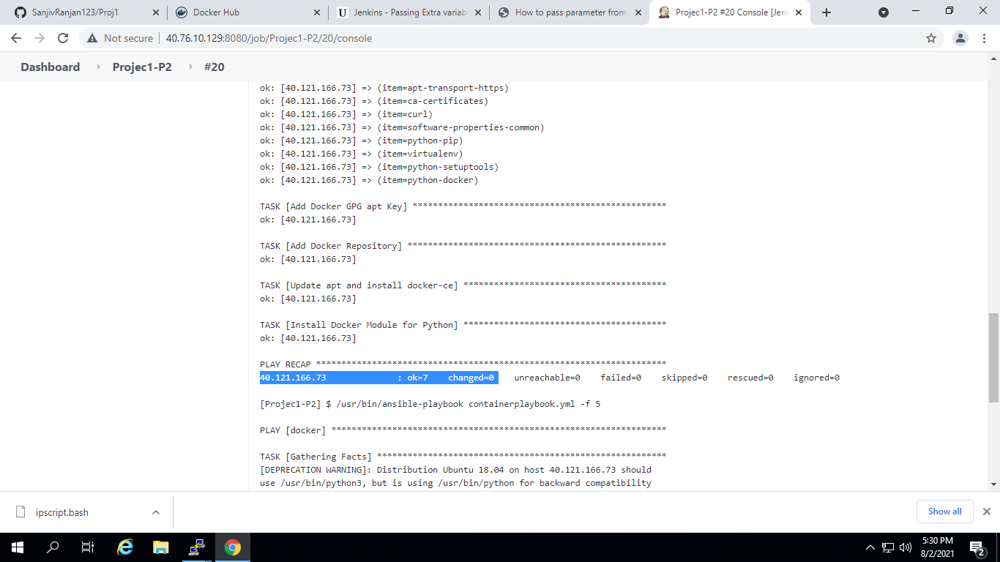 SanjivRanjan123/Proj1
Docker Hub
Jenkins - Passing Extra variab
How to pass parameter from
Projec1-P2 #20 Console [Jenk
Not secure
40.76.10.129:8080/job/Projec1-P2/20/console
Dashboard
Projec1-P2
#20
ok: [40.121.166.73] => (item=apt-transport-https)
ok: [40.121.166.73] => (item=ca-certificates)
ok: [40.121.166.73] => (item=curl)
ok: [40.121.166.73] => (item=software-properties-common)
ok: [40.121.166.73] => (item=python-pip)
ok: [40.121.166.73] => (item=virtualenv)
ok: [40.121.166.73] => (item=python-setuptools)
ok: [40.121.166.73] => (item=python-docker)
TASK [Add Docker GPG apt Key] **************************************************
ok: [40.121.166.73]
TASK [Add Docker Repository] ***************************************************
ok: [40.121.166.73]
TASK [Update apt and install docker-ce] ****************************************
ok: [40.121.166.73]
TASK [Install Docker Module for Python] ****************************************
ok: [40.121.166.73]
PLAY RECAP *********************************************************************
40.121.166.73              : ok=7    changed=0    unreachable=0    failed=0    skipped=0    rescued=0    ignored=0
[Projec1-P2] $ /usr/bin/ansible-playbook containerplaybook.yml -f 5
PLAY [docker] ******************************************************************
TASK [Gathering Facts] *********************************************************
[DEPRECATION WARNING]: Distribution Ubuntu 18.04 on host 40.121.166.73 should
use /usr/bin/python3, but is using /usr/bin/python for backward compatibility
ipscript.bash
Show all
5:30 PM
8/2/2021
2